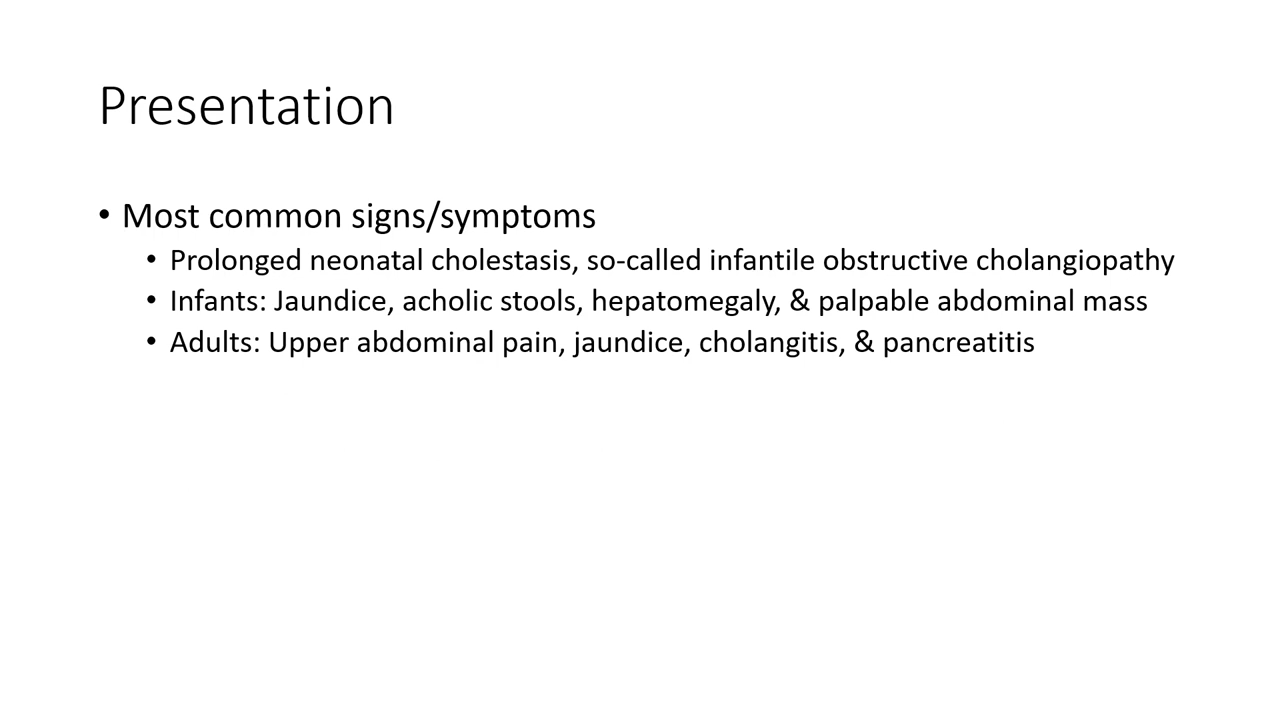 Presentation
• Most common signs/symptoms
• Prolonged neonatal cholestasis, so-called infantile obstructive cholangiopathy
• Infants: Jaundice, acholic stools, hepatomegaly, & palpable abdominal mass
• Adults: Upper abdominal pain, jaundice, cholangitis, & pancreatitis